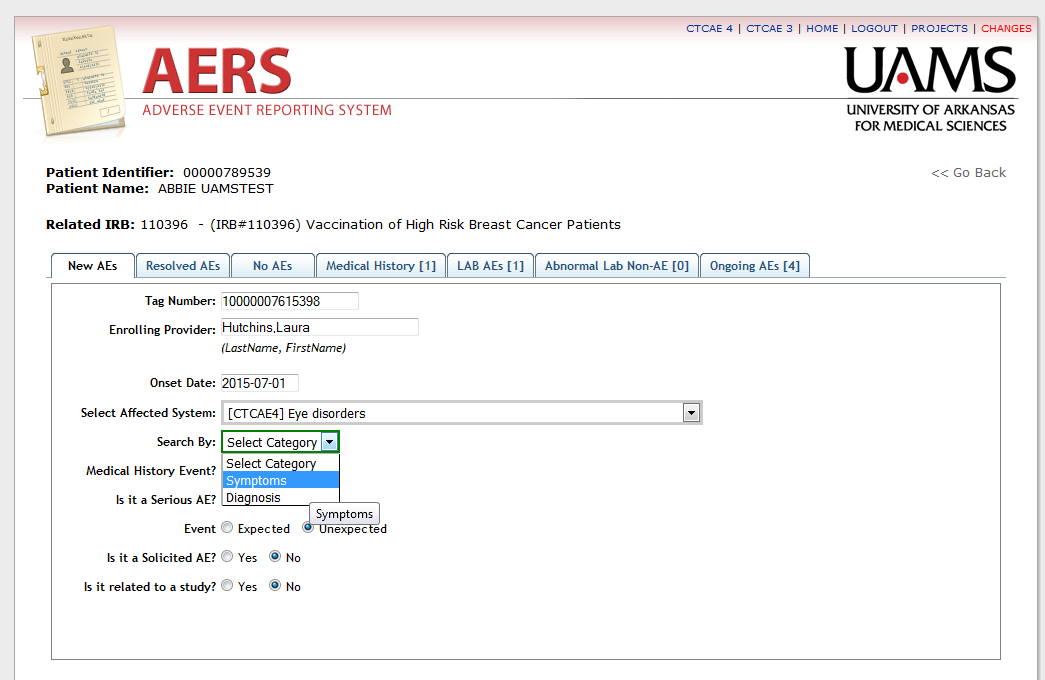 CTCAE 4 | CTCAE 3 | HOME | LOGOUT | PROJECTS | CHANGES
AERS
ADVERSE EVENT REPORTING SYSTEM
UAMS
UNIVERSITY OF ARKANSAS
FOR MEDICAL SCIENCES
Patient Identifier: 00000789539
<< Go Back
Patient Name: ABBIE UAMSTEST
Related IRB: 110396 - (IRB#110396) Vaccination of High Risk Breast Cancer Patients
New AEs Resolved AEs No AEs Medical History [1] LAB AEs [1] Abnormal Lab Non-AE [0] Ongoing AEs [4]
Tag Number: 10000007615398
Enrolling Provider: Hutchins,Laura
(LastName, FirstName)
Onset Date: 2015-07-01
Select Affected System: [CTCAE4] Eye disorders
Search By: Select Category
Select Category
Medical History Event?
Symptoms
Is it a Serious AE?
Diagnosis
Symptoms
Event Expected Unexpected
Is it a Solicited AE? Yes No
Is it related to a study? Yes No